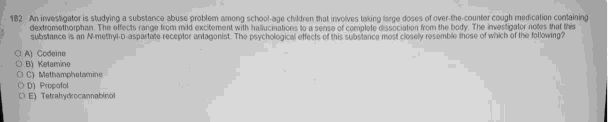 182. An investigator is studying a substance abuse problem among school-age children that involves taking large doses of over-the-counter cough medication containing
dextromethorphan. The effects range from mild excitement with hallucinations to a sense of complete dissociation from the body. The investigator notes that this
substance is an N-methyl-D-aspartate receptor antagonist. The psychological effects of this substance most closely resemble those of which of the following?
A) Codeine
B) Ketamine
C) Methamphetamine
D) Propofol
E) Tetrahydrocannabinol